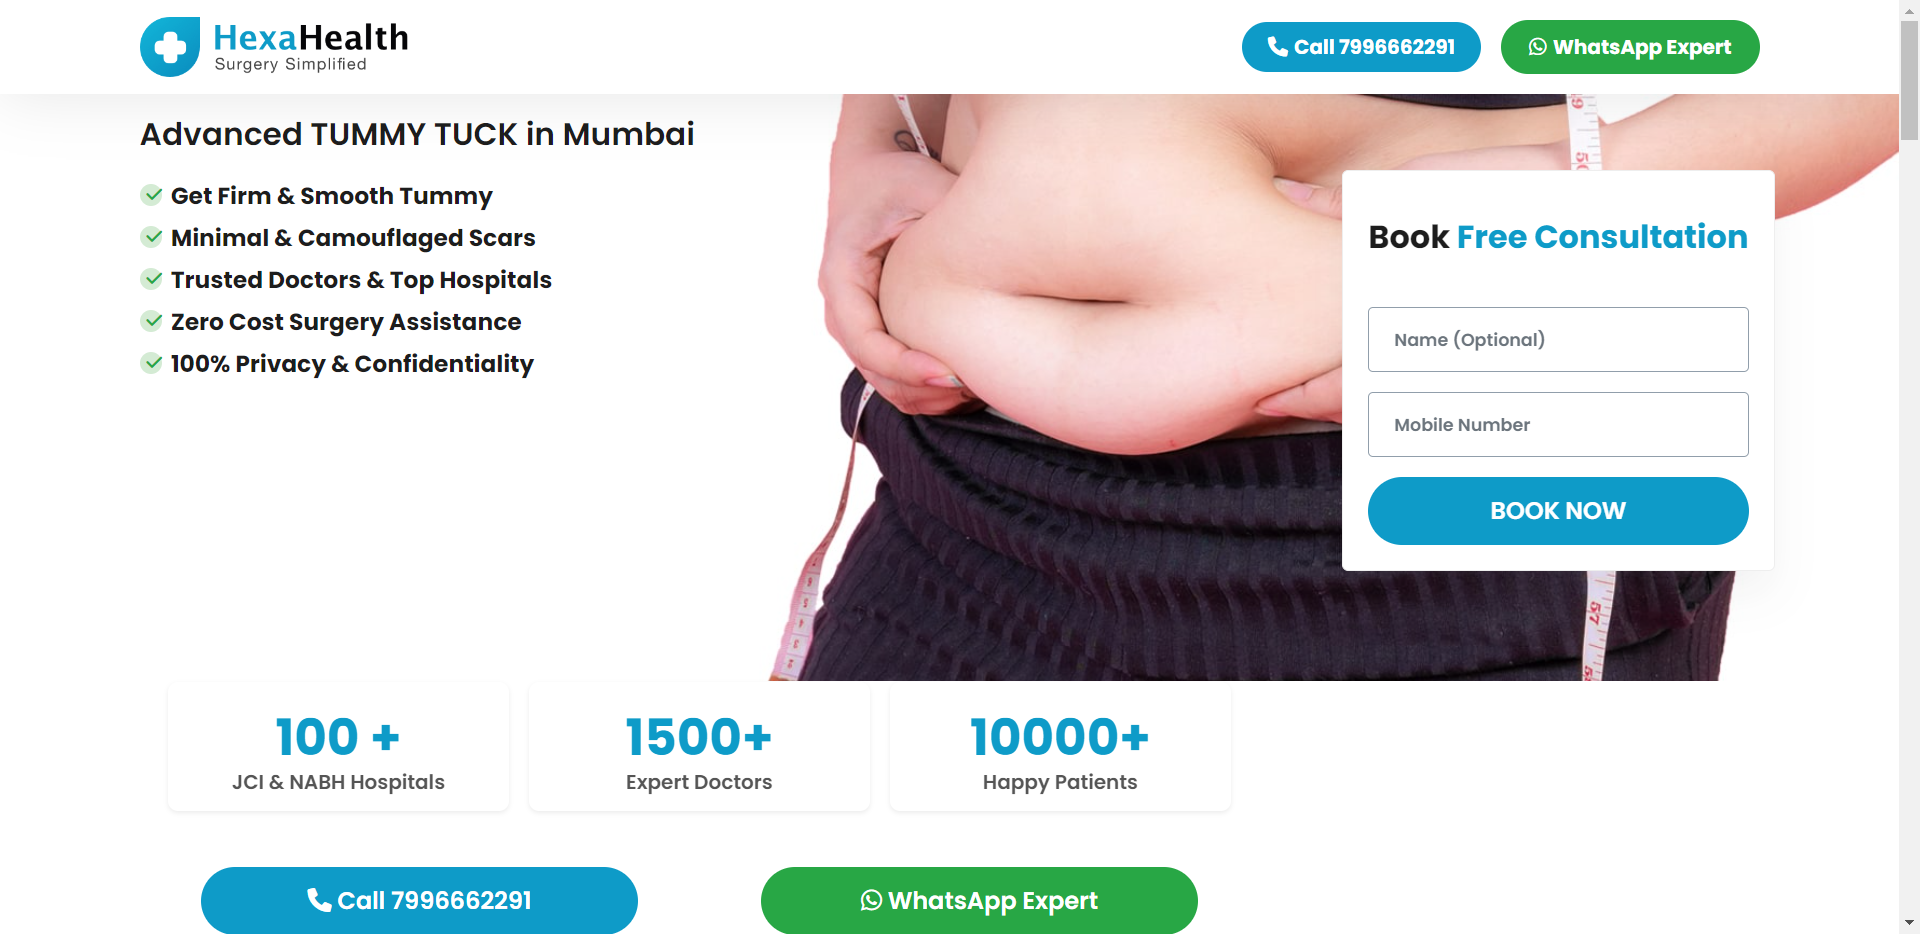 HexaHealth
Surgery Simplified
Call 7996662291
WhatsApp Expert
Advanced TUMMY TUCK in Mumbai
Get Firm & Smooth Tummy
Minimal & Camouflaged Scars
Trusted Doctors & Top Hospitals
Zero Cost Surgery Assistance
100% Privacy & Confidentiality
Book Free Consultation
Name (Optional)
Mobile Number
BOOK NOW
57
100 +
JCI & NABH Hospitals
1500+
Expert Doctors
10000+
Happy Patients
Call 7996662291
WhatsApp Expert